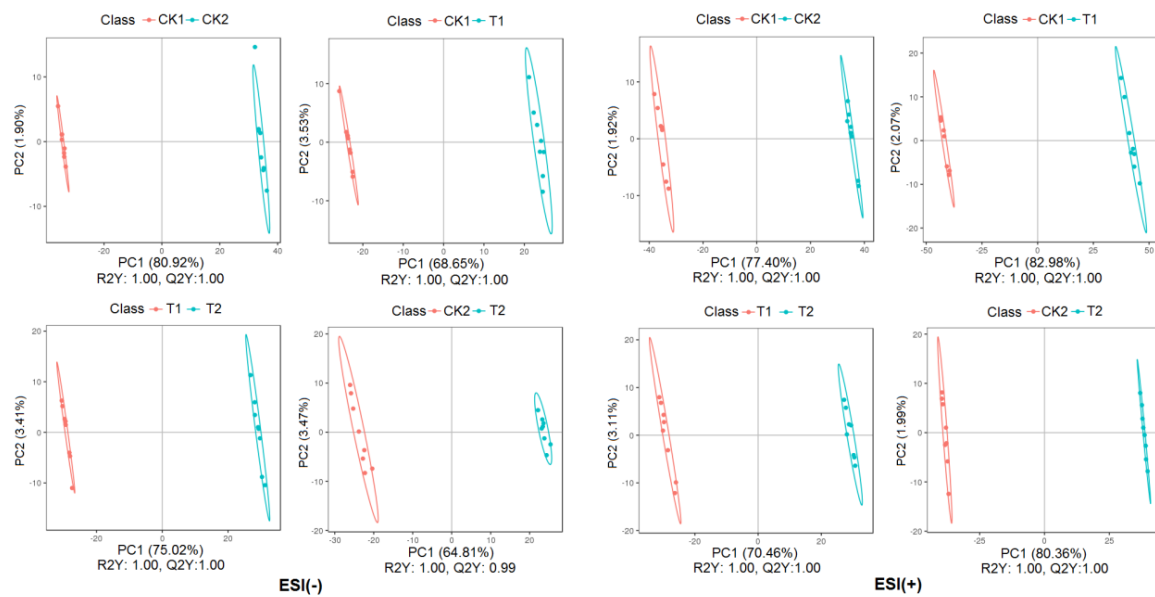 Class CK1 CK2
PC2 (1.90%)
10
0
-10
-20 0 20 40
PC1 (80.92%)
R2Y: 1.00, Q2Y:1.00
Class CK1 T1
PC2 (3.53%)
10
0
-10
-20 0 20
PC1 (68.65%)
R2Y: 1.00, Q2Y:1.00
Class CK1 CK2
PC2 (1.92%)
10
0
-10
-40 -20 0 20 40
PC1 (77.40%)
R2Y: 1.00, Q2Y:1.00
Class CK1 T1
PC2 (2.07%)
20
10
0
-10
-20
-50 -25 0 25 50
PC1 (82.98%)
R2Y: 1.00, Q2Y:1.00
Class T1 T2
PC2 (3.41%)
20
10
0
-10
-20 0 20
PC1 (75.02%)
R2Y: 1.00, Q2Y:1.00
Class CK2 T2
PC2 (3.47%)
20
10
0
-10
-20
-30 -20 -10 0 10 20
PC1 (64.81%)
R2Y: 1.00, Q2Y: 0.99
Class T1 T2
PC2 (3.11%)
20
10
0
-10
-20
-20 0 20
PC1 (70.46%)
R2Y: 1.00, Q2Y:1.00
Class CK2 T2
PC2 (1.99%)
20
10
0
-10
-20
-25 0 25
PC1 (80.36%)
R2Y: 1.00, Q2Y:1.00
ESI(-)
ESI(+)